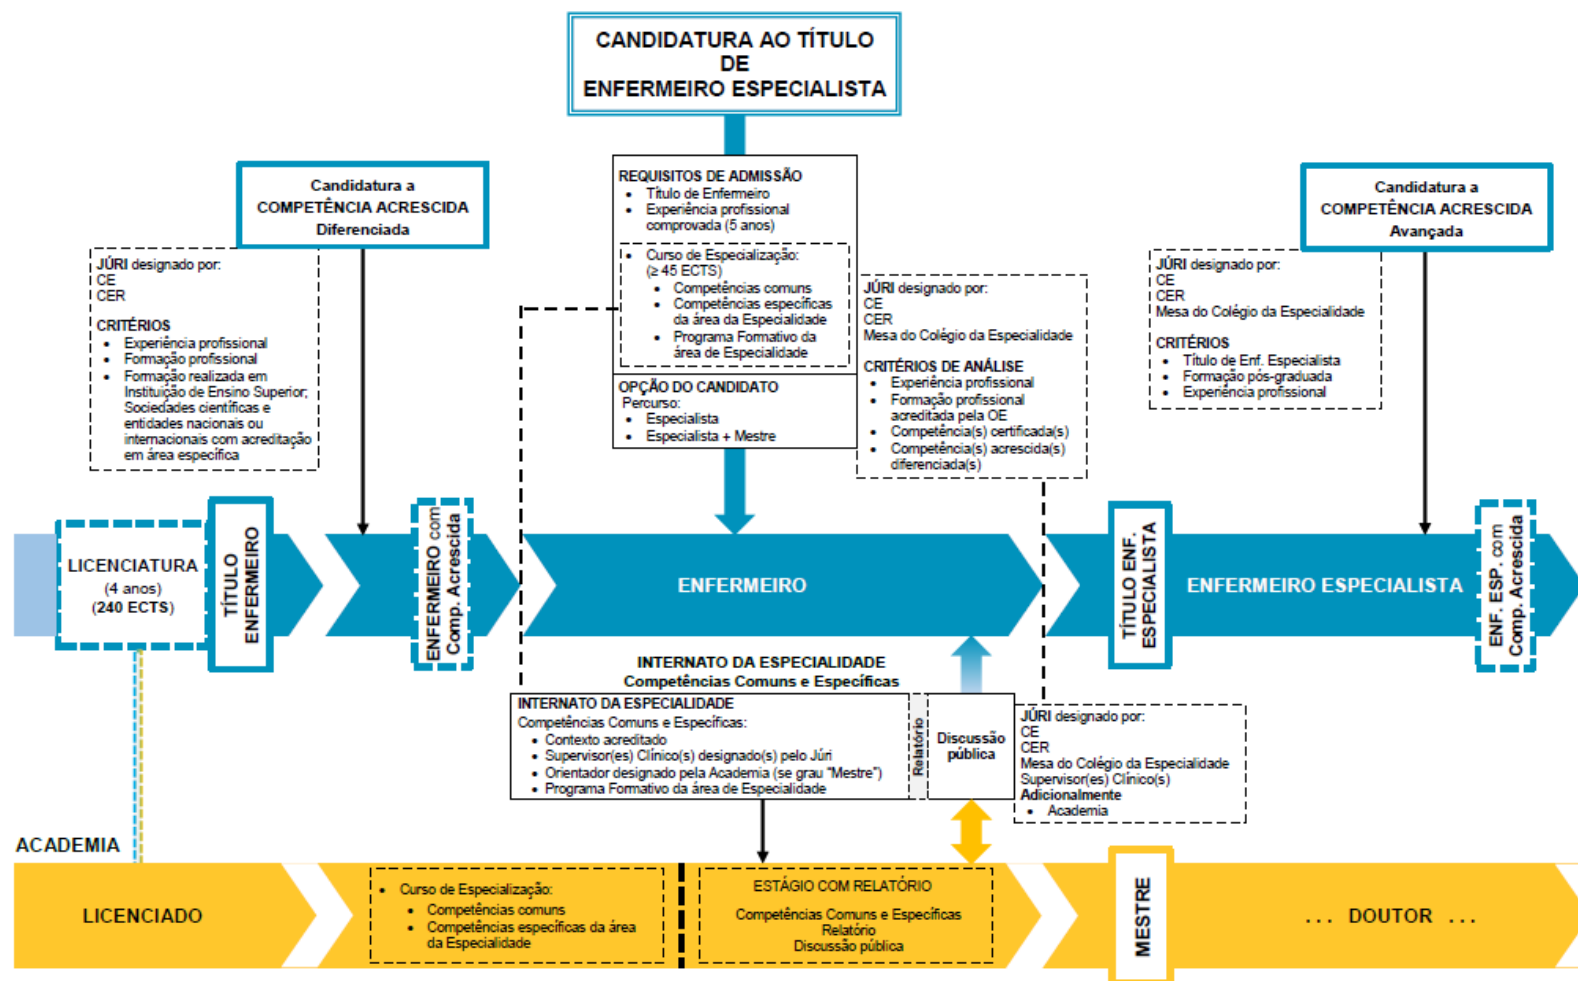 CANDIDATURA AO TÍTULO
DE
ENFERMEIRO ESPECIALISTA
Candidatura a
COMPETÊNCIA ACRESCIDA
Diferenciada
JÚRI designado por:
CE
CER
CRITÉRIOS
• Experiência profissional
• Formação profissional
• Formação realizada em
Instituição de Ensino Superior;
Sociedades científicas e
entidades nacionais ou
internacionais com acreditação
em área específica
REQUISITOS DE ADMISSÃO
• Título de Enfermeiro
• Experiência profissional
comprovada (5 anos)
• Curso de Especialização:
(≥ 45 ECTS)
• Competências comuns
• Competências específicas
da área da Especialidade
• Programa Formativo da
área de Especialidade
OPÇÃO DO CANDIDATO
Percurso:
• Especialista
• Especialista + Mestre
JÚRI designado por:
CE
CER
Mesa do Colégio da Especialidade
CRITÉRIOS DE ANÁLISE
• Experiência profissional
• Formação profissional
acreditada pela OE
• Competência(s) certificada(s)
• Competência(s) acrescida(s)
diferenciada(s)
Candidatura a
COMPETÊNCIA ACRESCIDA
Avançada
JÚRI designado por:
CE
CER
Mesa do Colégio da Especialidade
CRITÉRIOS
• Título de Enf. Especialista
• Formação pós-graduada
• Experiência profissional
LICENCIATURA
(4 anos)
(240 ECTS)
TÍTULO
ENFERMEIRO
ENFERMEIRO com
Comp. Acrescida
ENFERMEIRO
TÍTULO ENF.
ESPECIALISTA
ENFERMEIRO ESPECIALISTA
ENF. ESP. com
Comp. Acrescida
INTERNATO DA ESPECIALIDADE
Competências Comuns e Específicas
INTERNATO DA ESPECIALIDADE
Competências Comuns e Específicas:
• Contexto acreditado
• Supervisor(es) Clínico(s) designado(s) pelo Júri
• Orientador designado pela Academia (se grau "Mestre")
• Programa Formativo da área de Especialidade
Relatório
Discussão
pública
JÚRI designado por:
CE
CER
Mesa do Colégio da Especialidade
Supervisor(es) Clínico(s)
Adicionalmente
• Academia
ACADEMIA
LICENCIADO
• Curso de Especialização:
• Competências comuns
• Competências específicas da área
da Especialidade
ESTÁGIO COM RELATÓRIO
Competências Comuns e Específicas
Relatório
Discussão pública
MESTRE
... DOUTOR ...